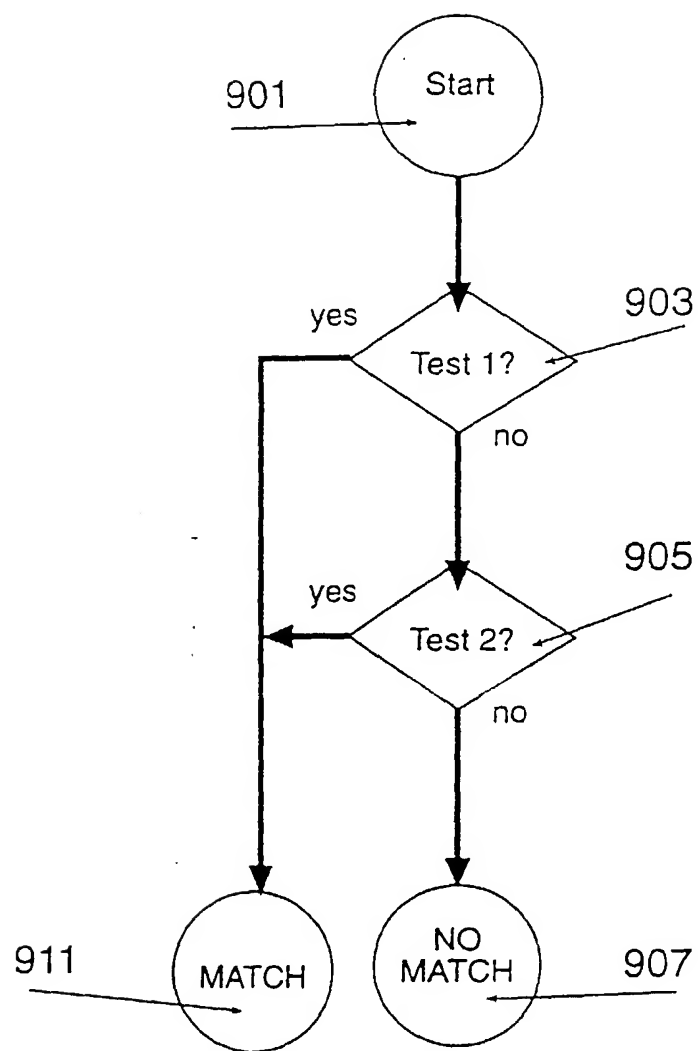 Start
901
903
yes
Test 1?
no
905
yes
Test 2?
no
911
MATCH
NO
MATCH
907